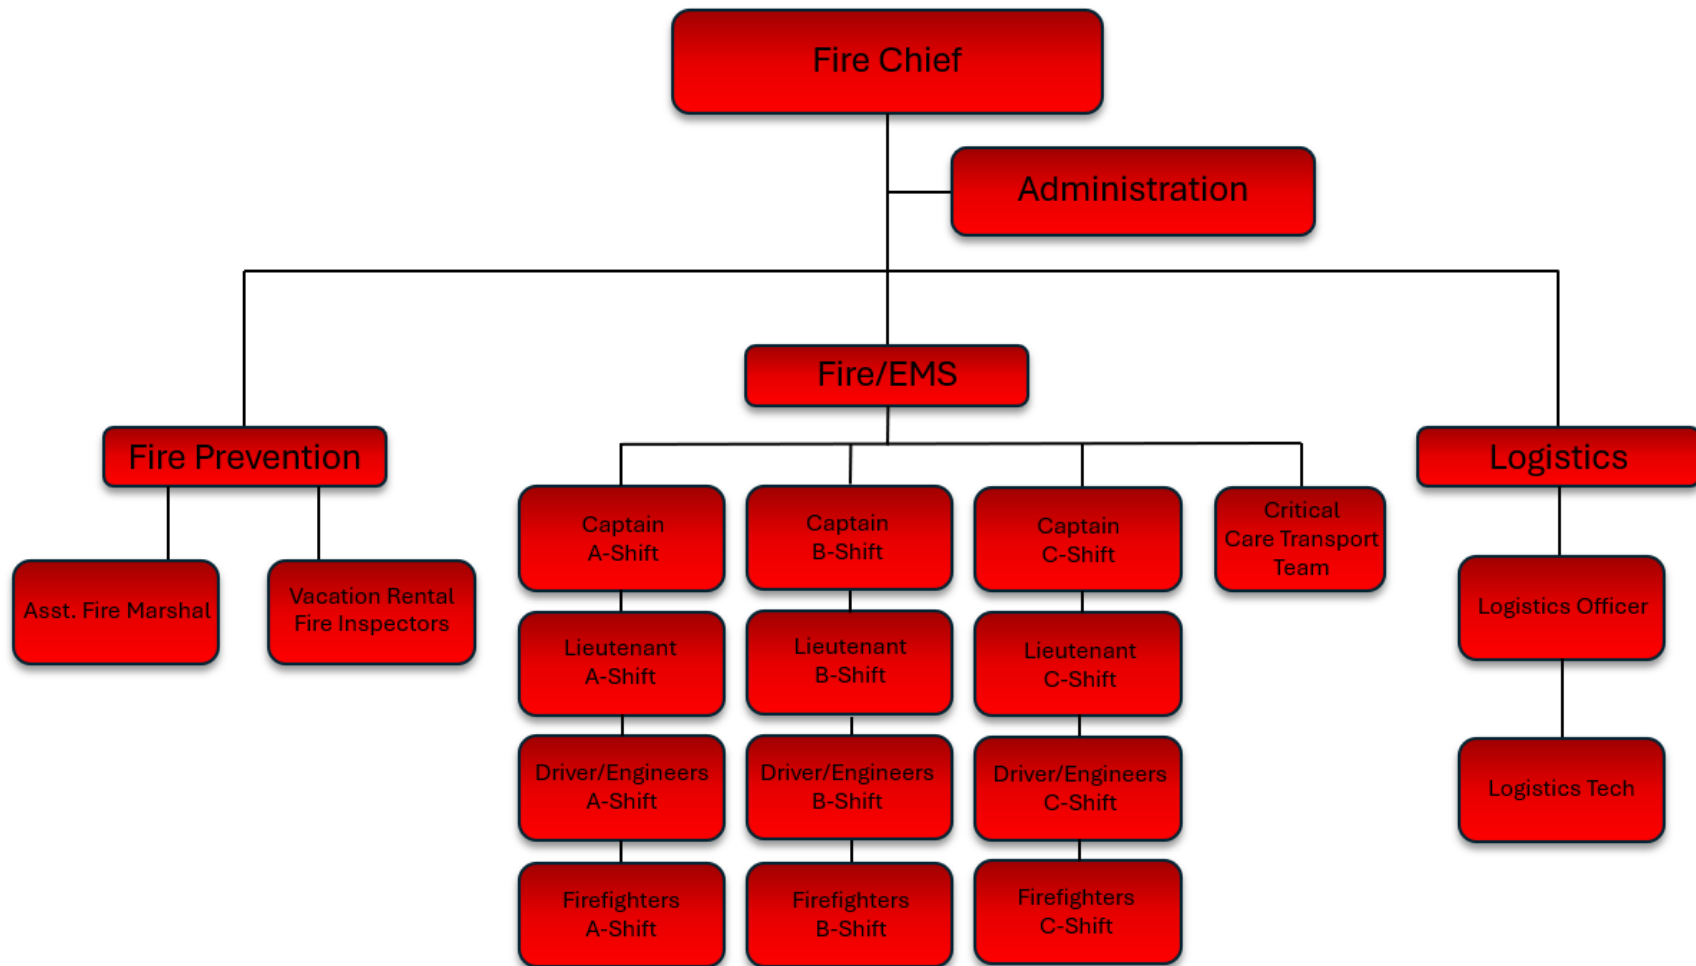 Fire Chief
Administration
Fire/EMS
Fire Prevention
Logistics
Asst. Fire Marshal
Vacation Rental
Fire Inspectors
Captain
A-Shift
Captain
B-Shift
Captain
C-Shift
Critical
Care Transport
Team
Logistics Officer
Lieutenant
A-Shift
Lieutenant
B-Shift
Lieutenant
C-Shift
Driver/Engineers
A-Shift
Driver/Engineers
B-Shift
Driver/Engineers
C-Shift
Logistics Tech
Firefighters
A-Shift
Firefighters
B-Shift
Firefighters
C-Shift